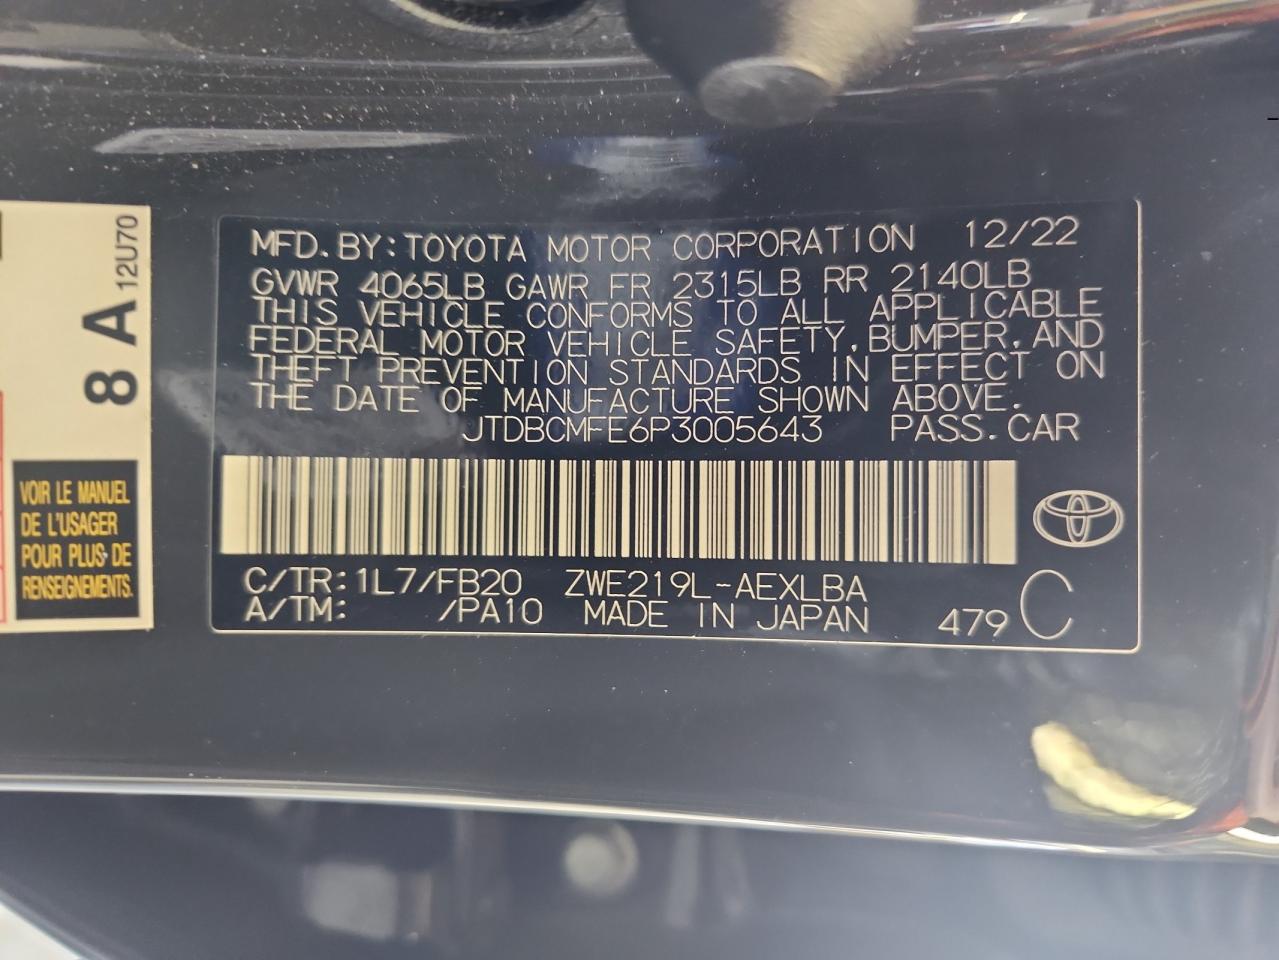 MFD.BY:TOYOTA MOTOR CORPORATION 12/22
GVWR 4065LB GAWR FR 2315LB RR 2140LB
THIS VEHICLE CONFORMS TO ALL APPLICABLE
FEDERAL MOTOR VEHICLE SAFETY,BUMPER,AND
THEFT PREVENTION STANDARDS IN EFFECT ON
THE DATE OF MANUFACTURE SHOWN ABOVE.
JTDBCMFE6P3005643 PASS.CAR
C/TR:1L7/FB20 ZWE219L-AEXLBA
A/TM: /PA10 MADE IN JAPAN 479 C
8 A
12U70
VOIR LE MANUEL
DE L'USAGER
POUR PLUS DE
RENSEIGNEMENTS.